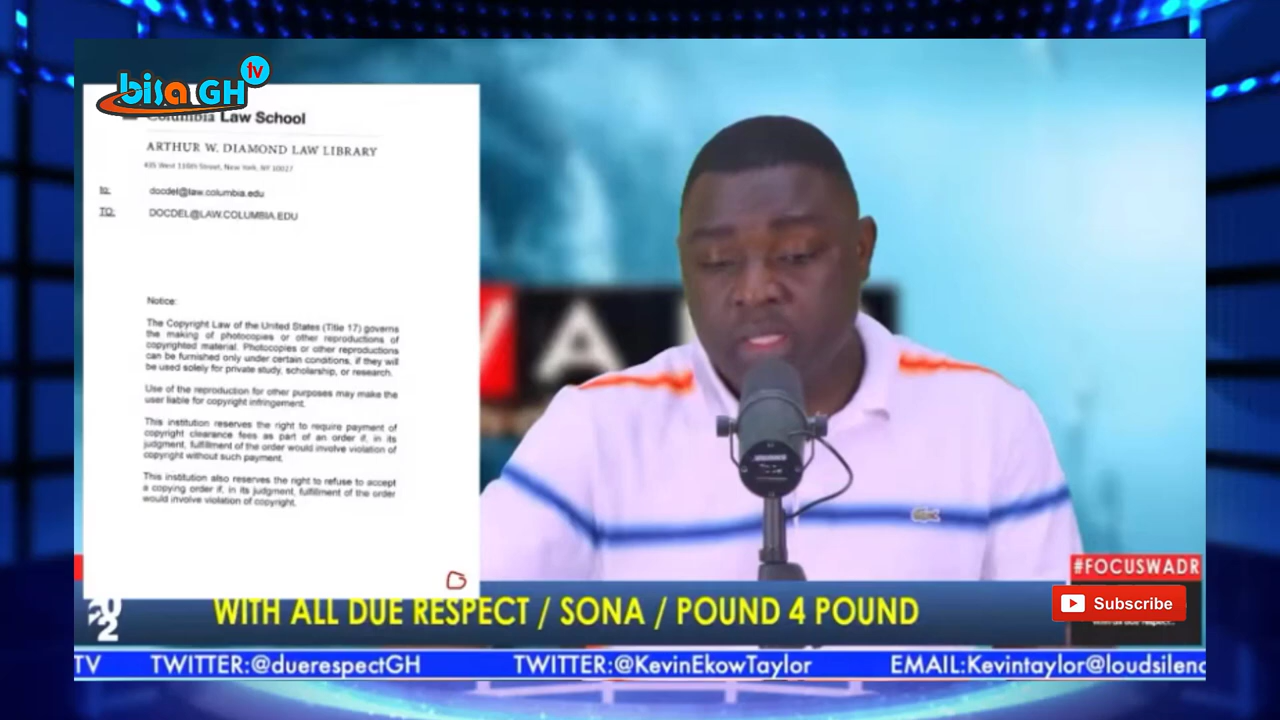 bisa GH tv
Columbia Law School
ARTHUR W. DIAMOND LAW LIBRARY
435 West 116th Street, New York, NY 10027
to: docdel@law.columbia.edu
TO: DOCDEL@LAW.COLUMBIA.EDU
Notice:
The Copyright Law of the United States (Title 17) governs
the making of photocopies or other reproductions of
copyrighted material. Photocopies or other reproductions
can be furnished only under certain conditions, if they will
be used solely for private study, scholarship, or research.
Use of the reproduction for other purposes may make the
user liable for copyright infringement.
This institution reserves the right to require payment of
copyright clearance fees as part of an order if, in its
judgment, fulfillment of the order would involve violation of
copyright without such payment.
This institution also reserves the right to refuse to accept
a copying order if, in its judgment, fulfillment of the order
would involve violation of copyright.
A
#FOCUSWADR
Subscribe
with all due respect...
WITH ALL DUE RESPECT / SONA / POUND 4 POUND
TV TWITTER:@duerespectGH TWITTER:@KevinEkowTaylor EMAIL:Kevintaylor@loudsilenc